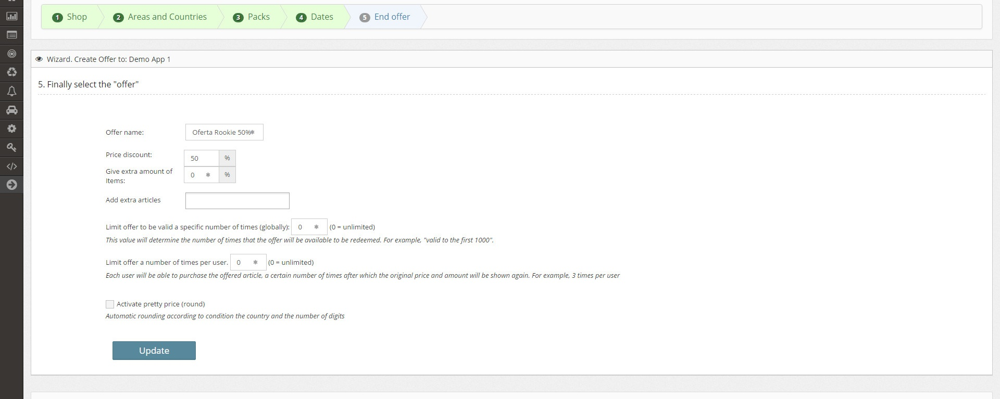 1 Shop 2 Areas and Countries 3 Packs 4 Dates 5 End offer
Wizard. Create Offer to: Demo App 1
5. Finally select the "offer"
Offer name: Oferta Rookie 50%*
Price discount: 50 %
Give extra amount of
Items: 0 * %
Add extra articles
Limit offer to be valid a specific number of times (globally): 0 * (0 = unlimited)
This value will determine the number of times that the offer will be available to be redeemed. For example, "valid to the first 1000".
Limit offer a number of times per user. 0 * (0 = unlimited)
Each user will be able to purchase the offered article, a certain number of times after which the original price and amount will be shown again. For example, 3 times per user
Activate pretty price (round)
Automatic rounding according to condition the country and the number of digits
Update